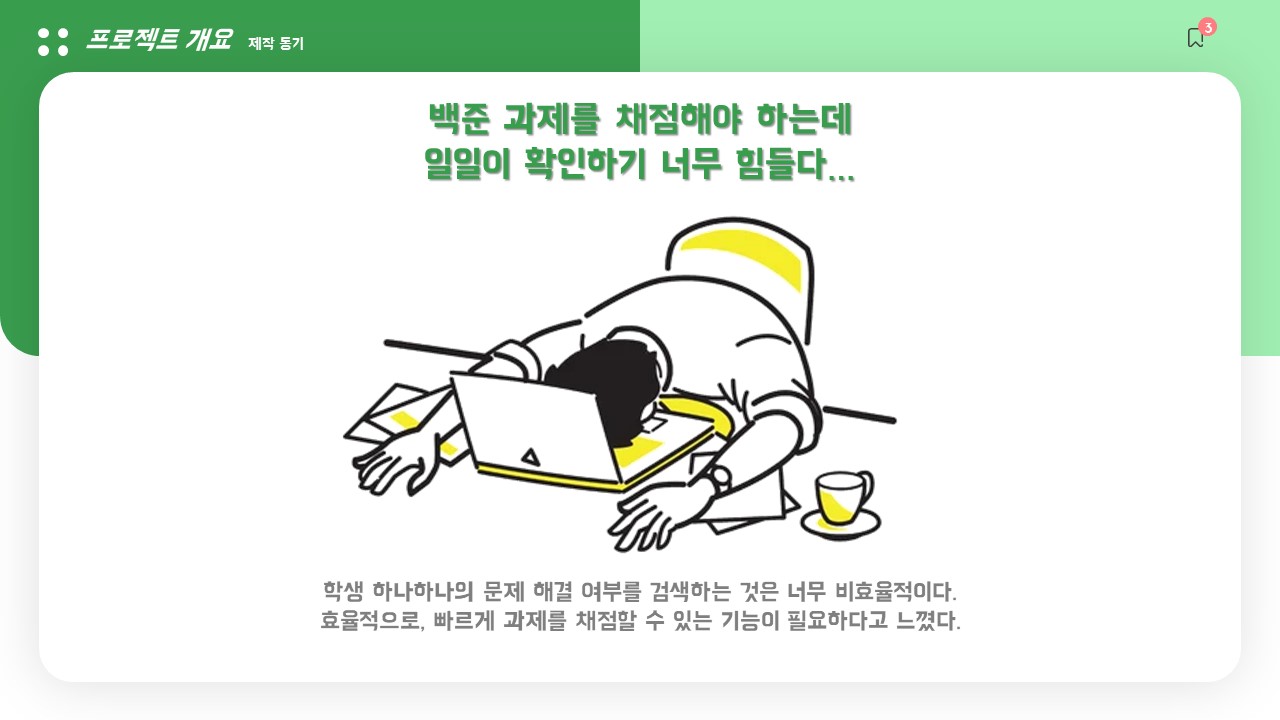 프로젝트 개요 제작 동기
3
백준 과제를 채점해야 하는데
일일이 확인하기 너무 힘들다...
학생 하나하나의 문제 해결 여부를 검색하는 것은 너무 비효율적이다.
효율적으로, 빠르게 과제를 채점할 수 있는 기능이 필요하다고 느꼈다.